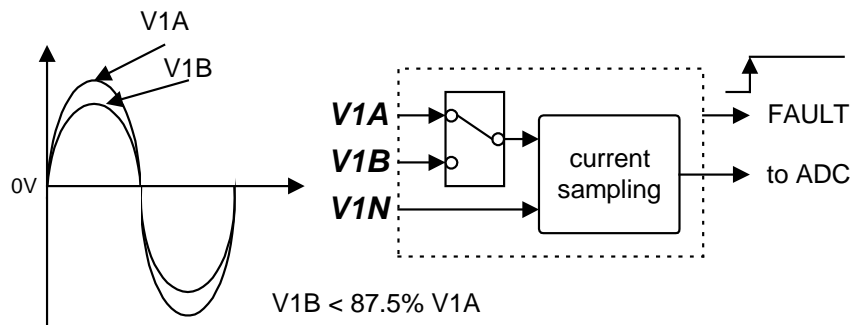 V1A
V1B
0V
V1B < 87.5% V1A
V1A
V1B
V1N
current
sampling
FAULT
to ADC